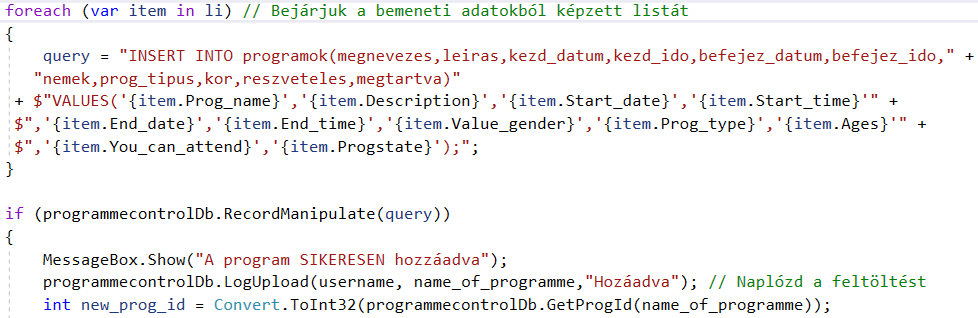 foreach (var item in li) // Bejárjuk a bemeneti adatokból képzett listát
{
query = "INSERT INTO programok(megnevezes,leiras,kezd_datum,kezd_ido,befejez_datum,befejez_ido," +
"nemek,prog_tipus,kor,reszveteles,megtartva)"
+ $"VALUES('{item.Prog_name}','{item.Description}','{item.Start_date}','{item.Start_time}'" +
$",'{item.End_date}','{item.End_time}','{item.Value_gender}','{item.Prog_type}','{item.Ages}'" +
$",'{item.You_can_attend}','{item.Progstate}');";
}
if (programmecontrolDb.RecordManipulate(query))
{
MessageBox.Show("A program SIKERESEN hozzáadva");
programmecontrolDb.LogUpload(username, name_of_programme,"Hozáadva"); // Naplózd a feltöltést
int new_prog_id = Convert.ToInt32(programmecontrolDb.GetProgId(name_of_programme));